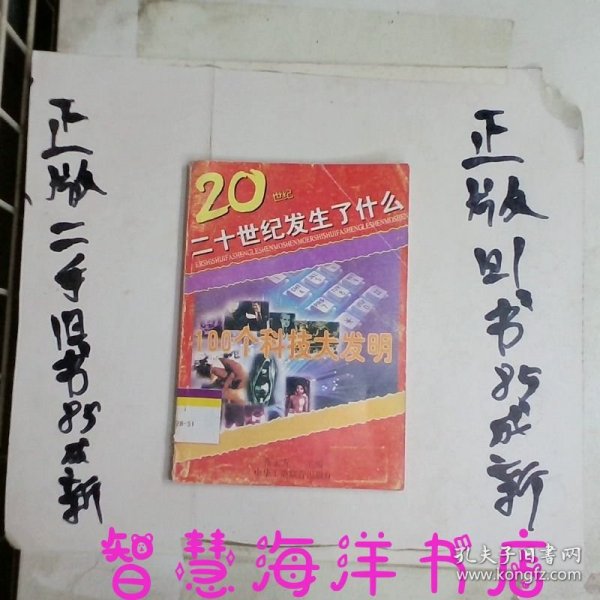 正版二手旧书85成新
20世纪
二十世纪发生了什么
100个科技大发明
正版旧书85成新
智慧海洋书店
孔夫子旧书网
www.kongfz.com